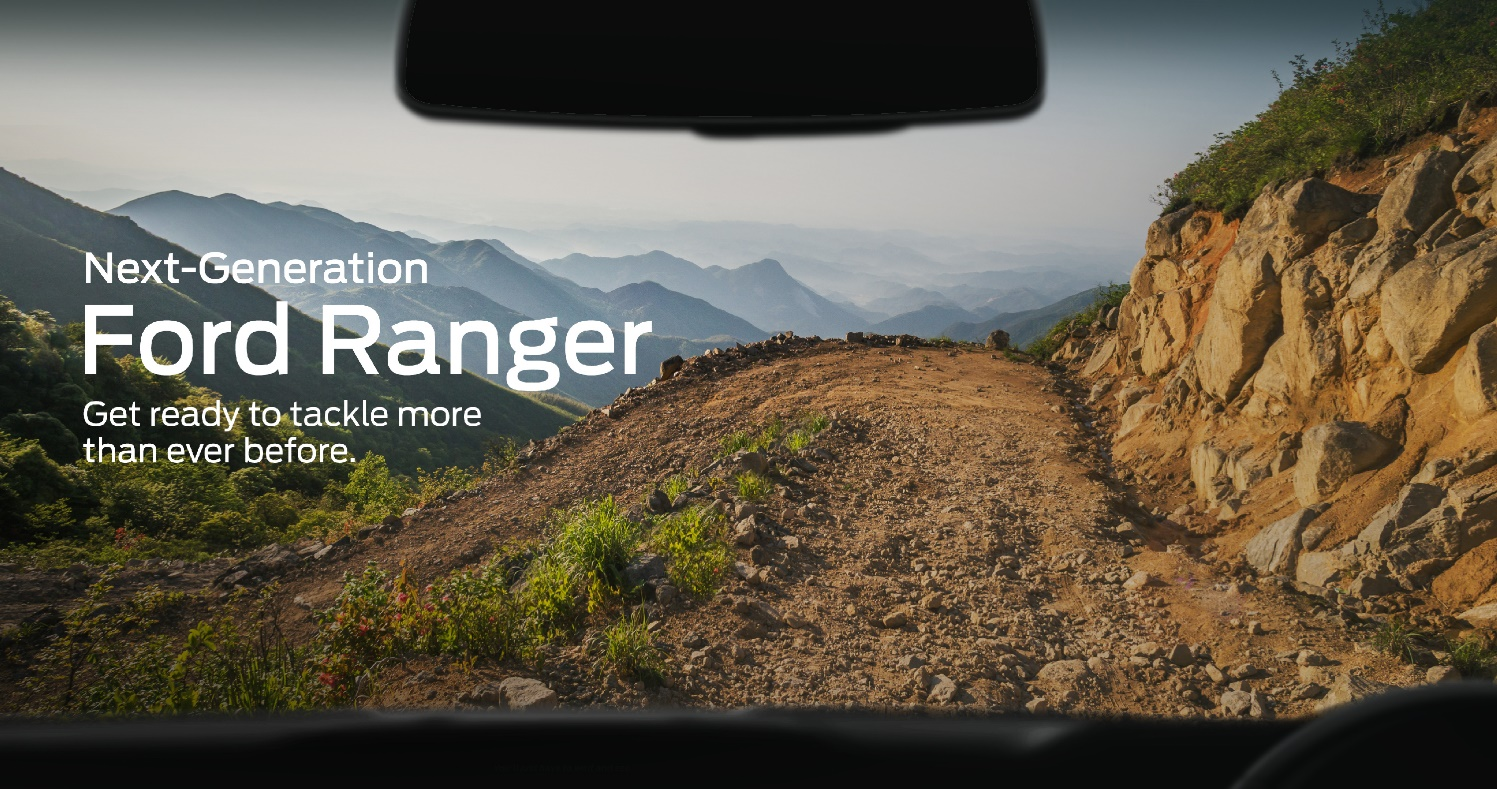 Next-Generation
Ford Ranger
Get ready to tackle more
than ever before.